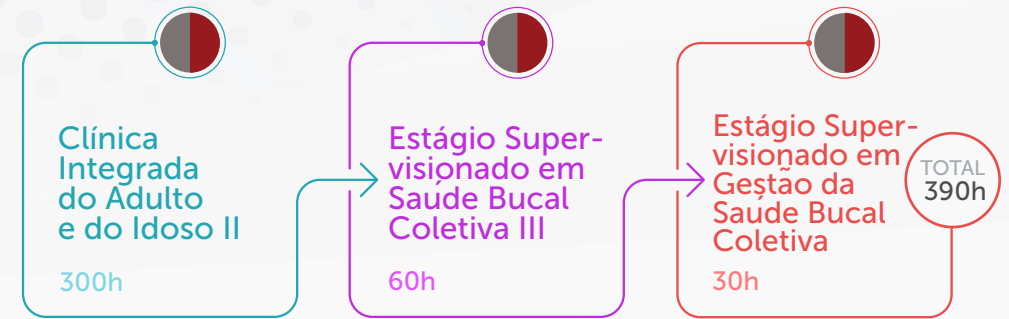 Clínica
Integrada
do Adulto
e do Idoso II
300h
Estágio Super-
visionado em
Saúde Bucal
Coletiva III
60h
Estágio Super-
visionado em
Gestão da
Saúde Bucal
Coletiva
30h
TOTAL
390h